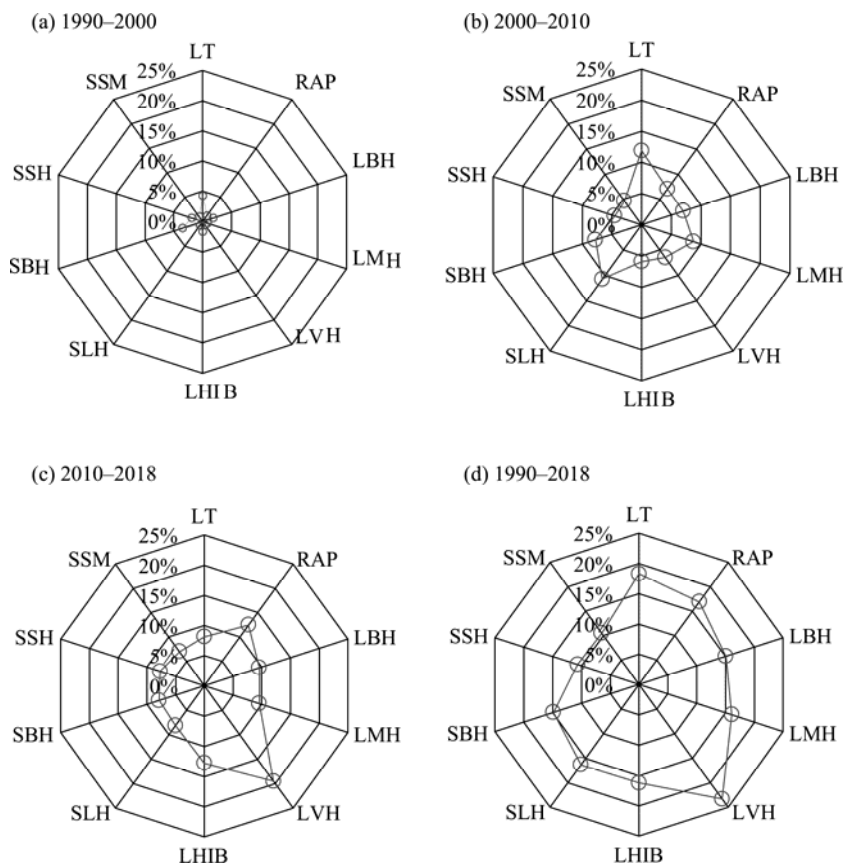 (a) 1990–2000
LT
25%
SSM
RAP
20%
15%
SSH
10%
LBH
5%
0%
SBH
LMH
SLH
LVH
LHIB
(b) 2000–2010
LT
25%
SSM
RAP
20%
15%
SSH
10%
LBH
5%
0%
SBH
LMH
SLH
LVH
LHIB
(c) 2010–2018
LT
25%
SSM
RAP
20%
15%
SSH
10%
LBH
5%
0%
SBH
LMH
SLH
LVH
LHIB
(d) 1990–2018
LT
25%
SSM
RAP
20%
15%
SSH
10%
LBH
5%
0%
SBH
LMH
SLH
LVH
LHIB